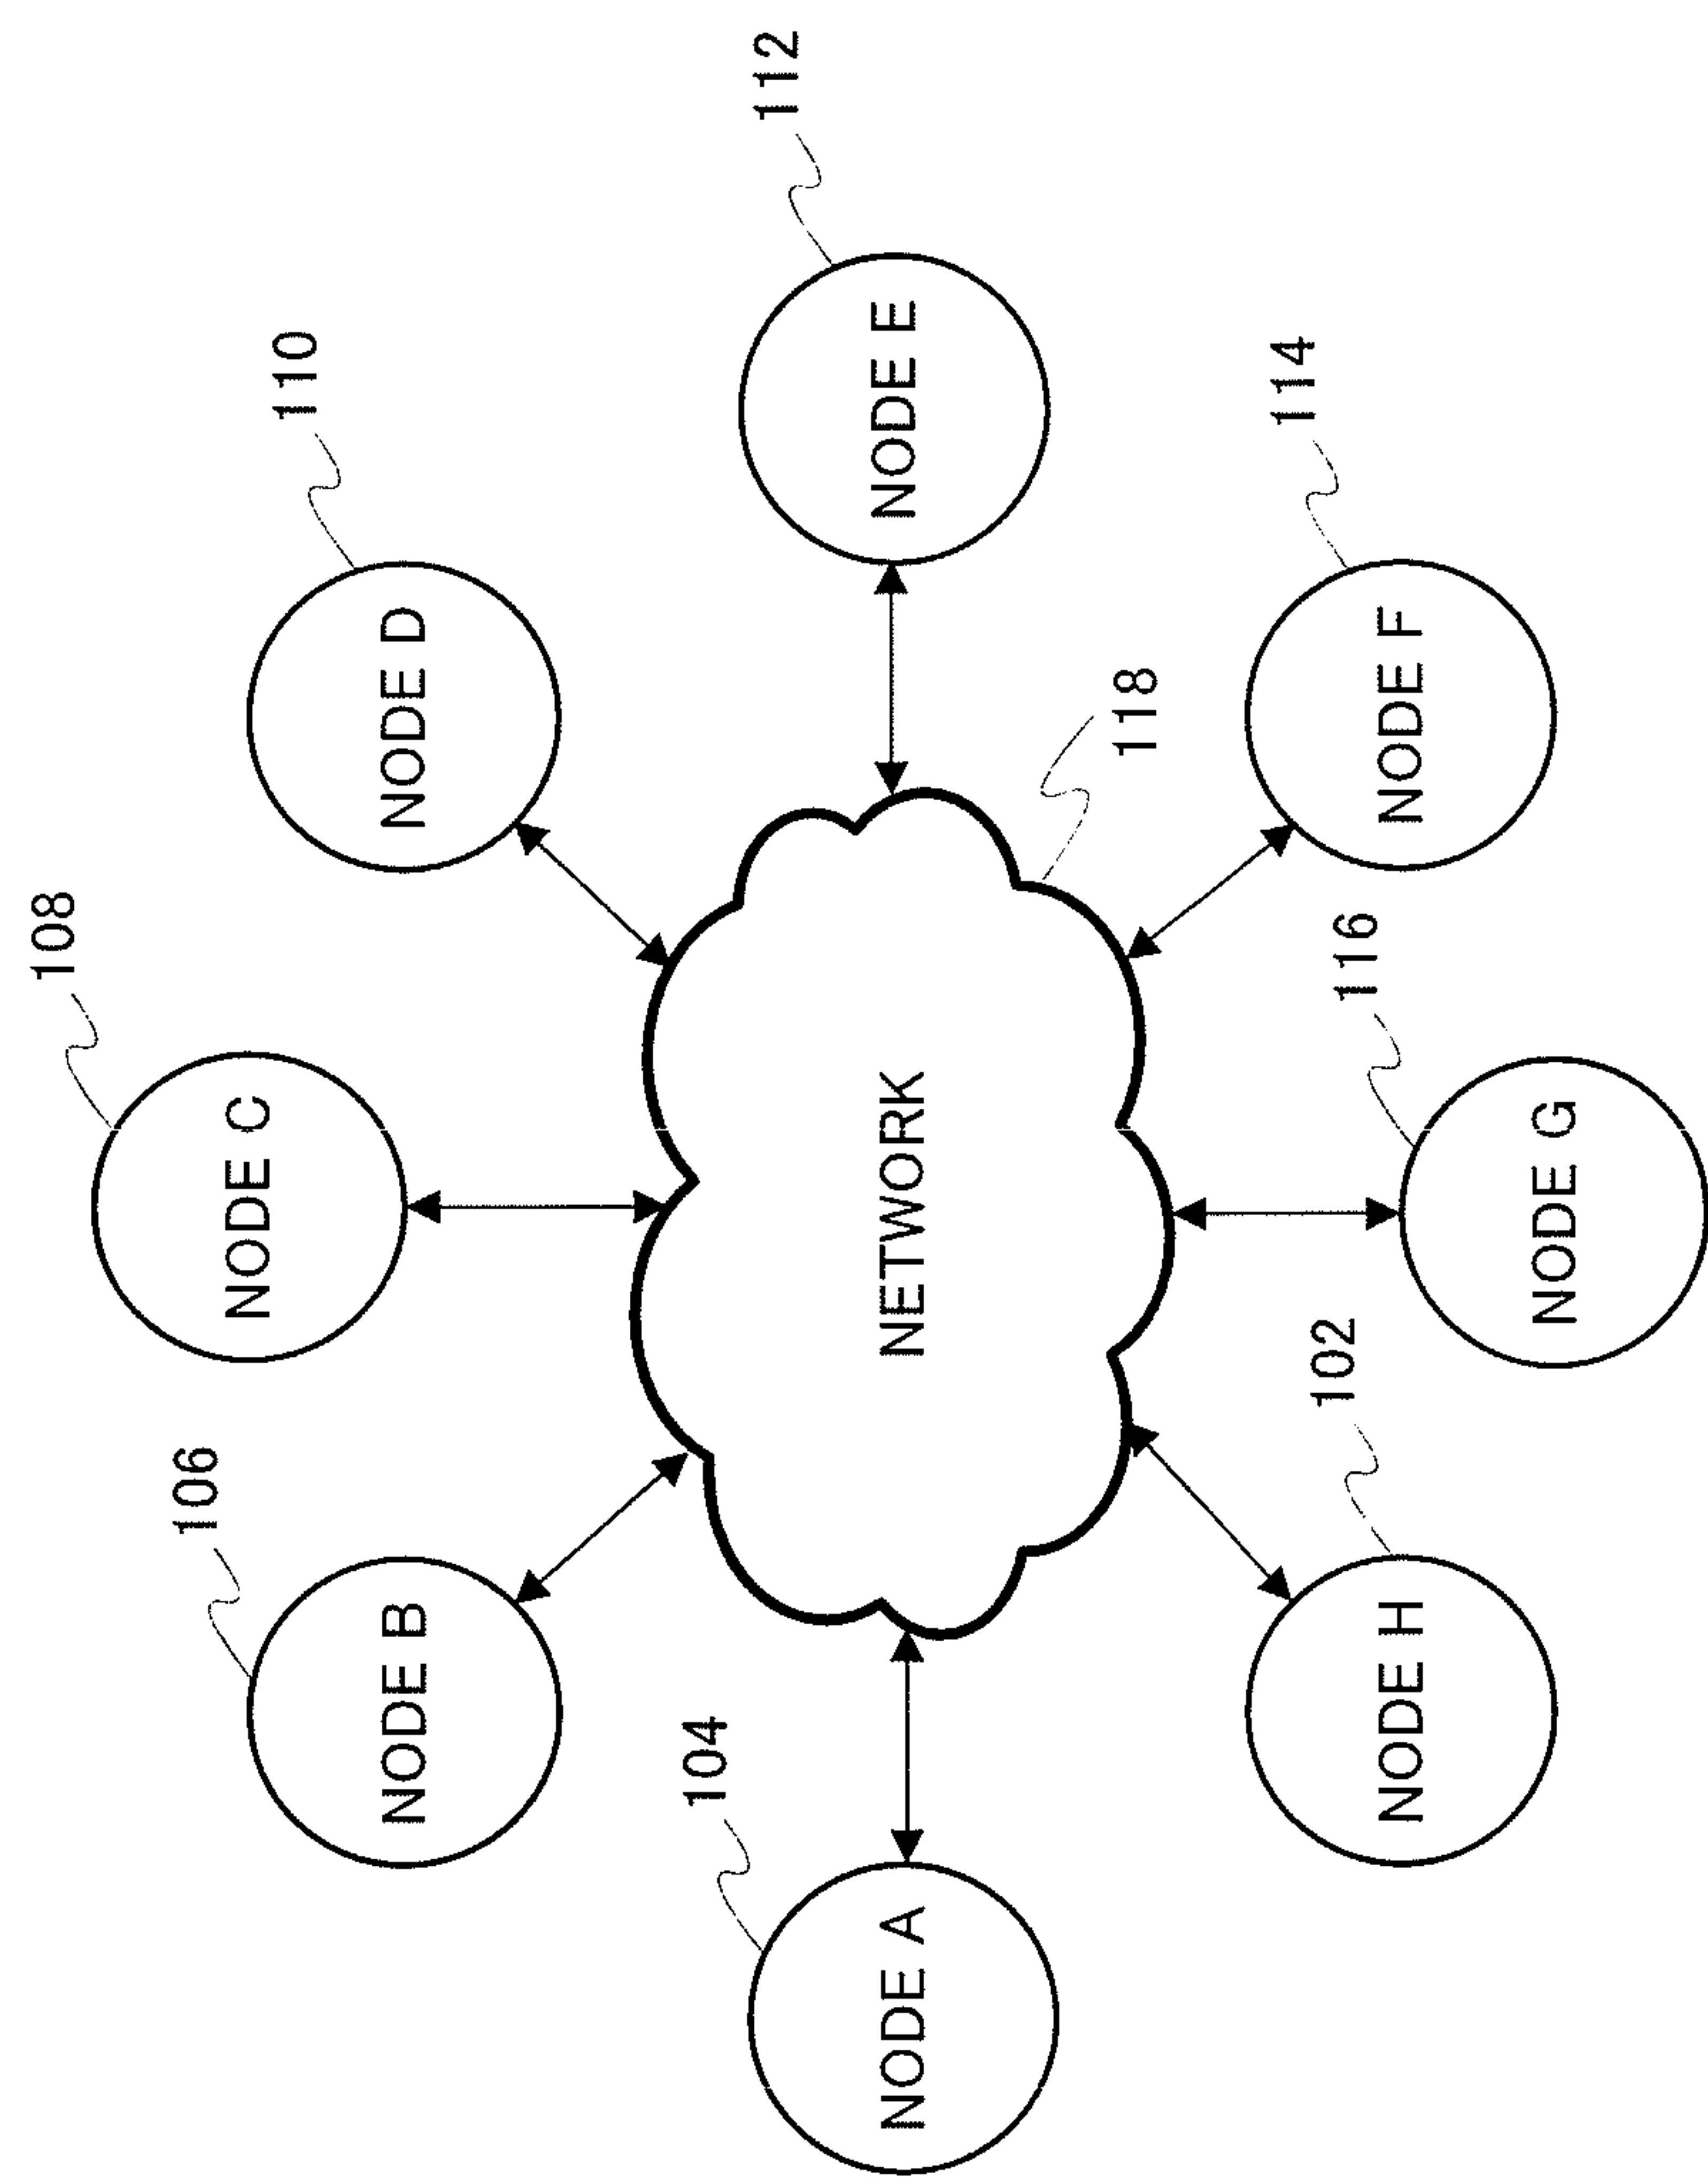 108
106
NODE C
110
NODE B
NODE D
104
112
NODE A
NETWORK
NODE E
118
114
102
116
NODE H
NODE F
NODE G